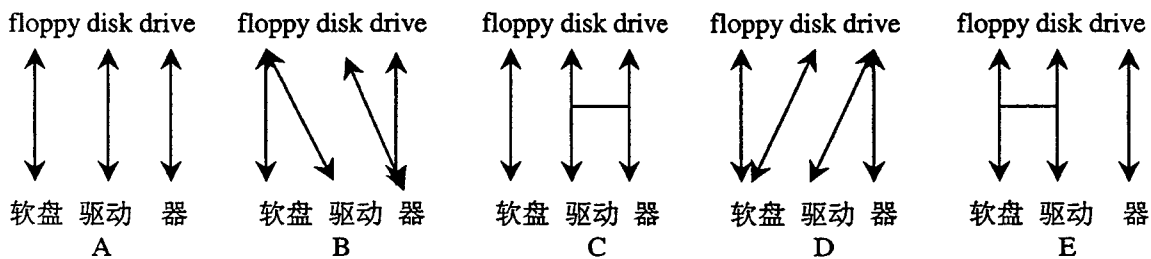 floppy disk drive floppy disk drive floppy disk drive floppy disk drive floppy disk drive
软盘 驱动 器 软盘 驱动 器 软盘 驱动 器 软盘 驱动 器 软盘 驱动 器
A B C D E